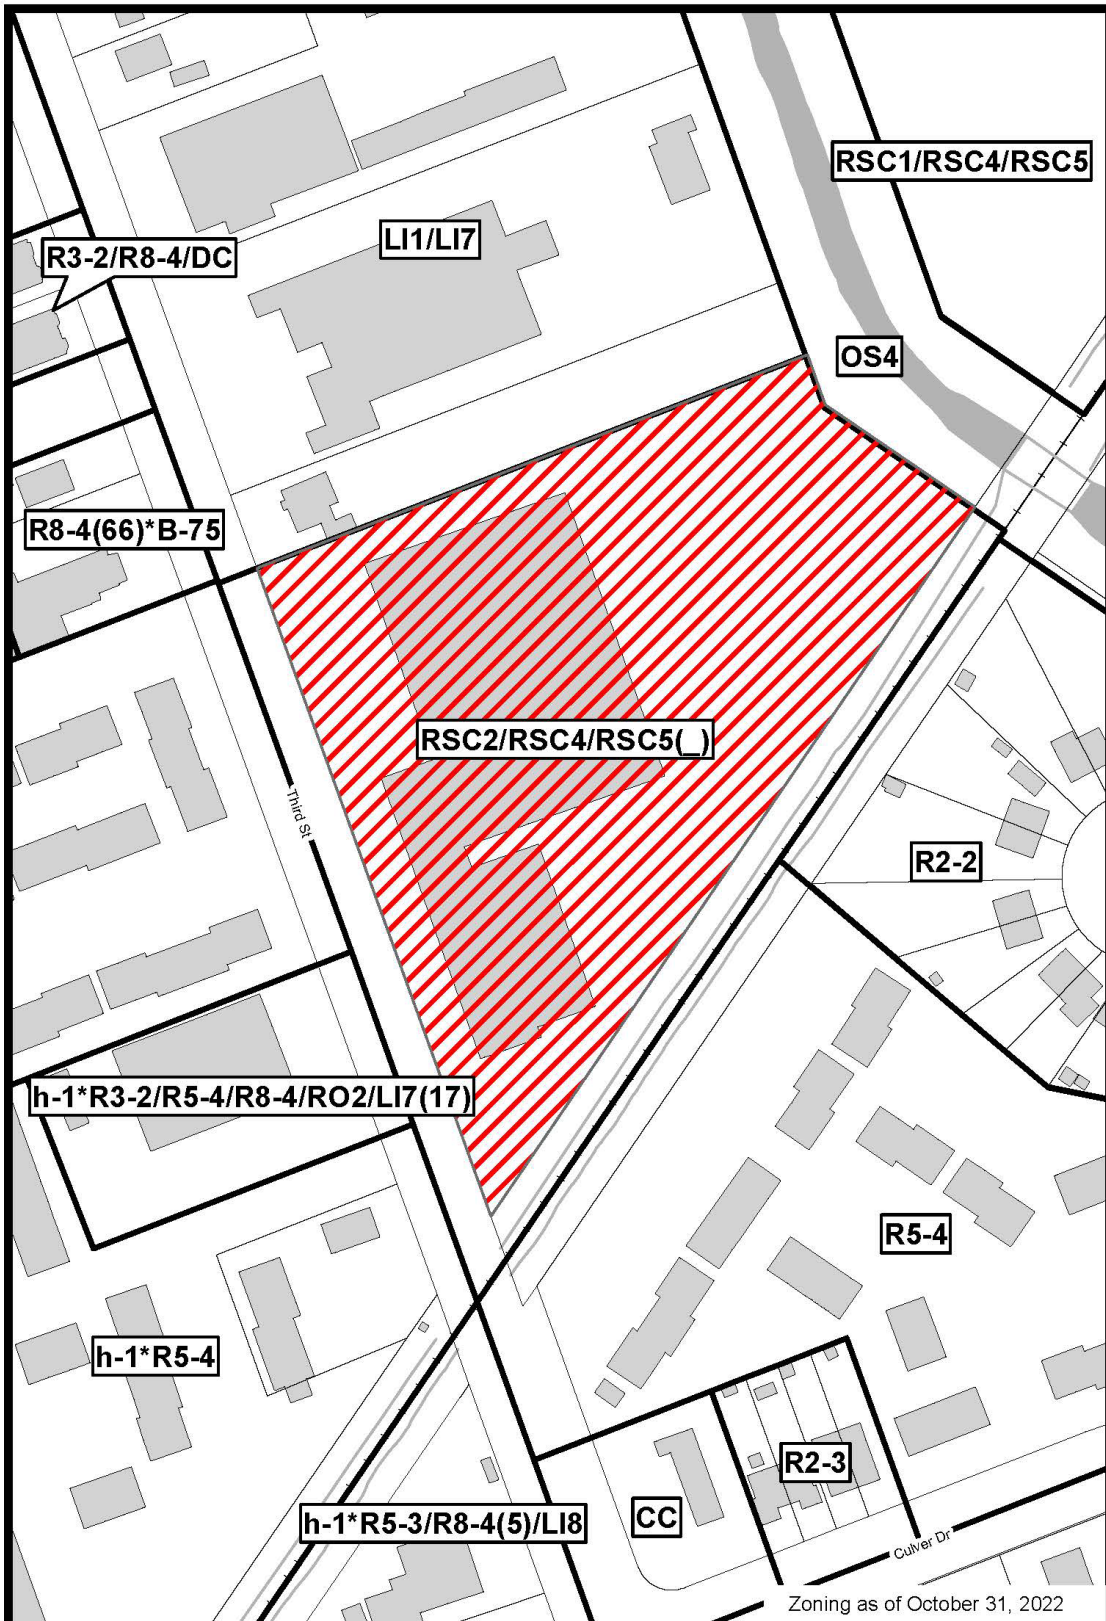 RSC1/RSC4/RSC5
LI1/LI7
R3-2/R8-4/DC
OS4
R8-4(66)*B-75
RSC2/RSC4/RSC5(_)
Third St
R2-2
h-1*R3-2/R5-4/R8-4/RO2/LI7(17)
R5-4
h-1*R5-4
R2-3
h-1*R5-3/R8-4(5)/LI8
CC
Culver Dr
Zoning as of October 31, 2022